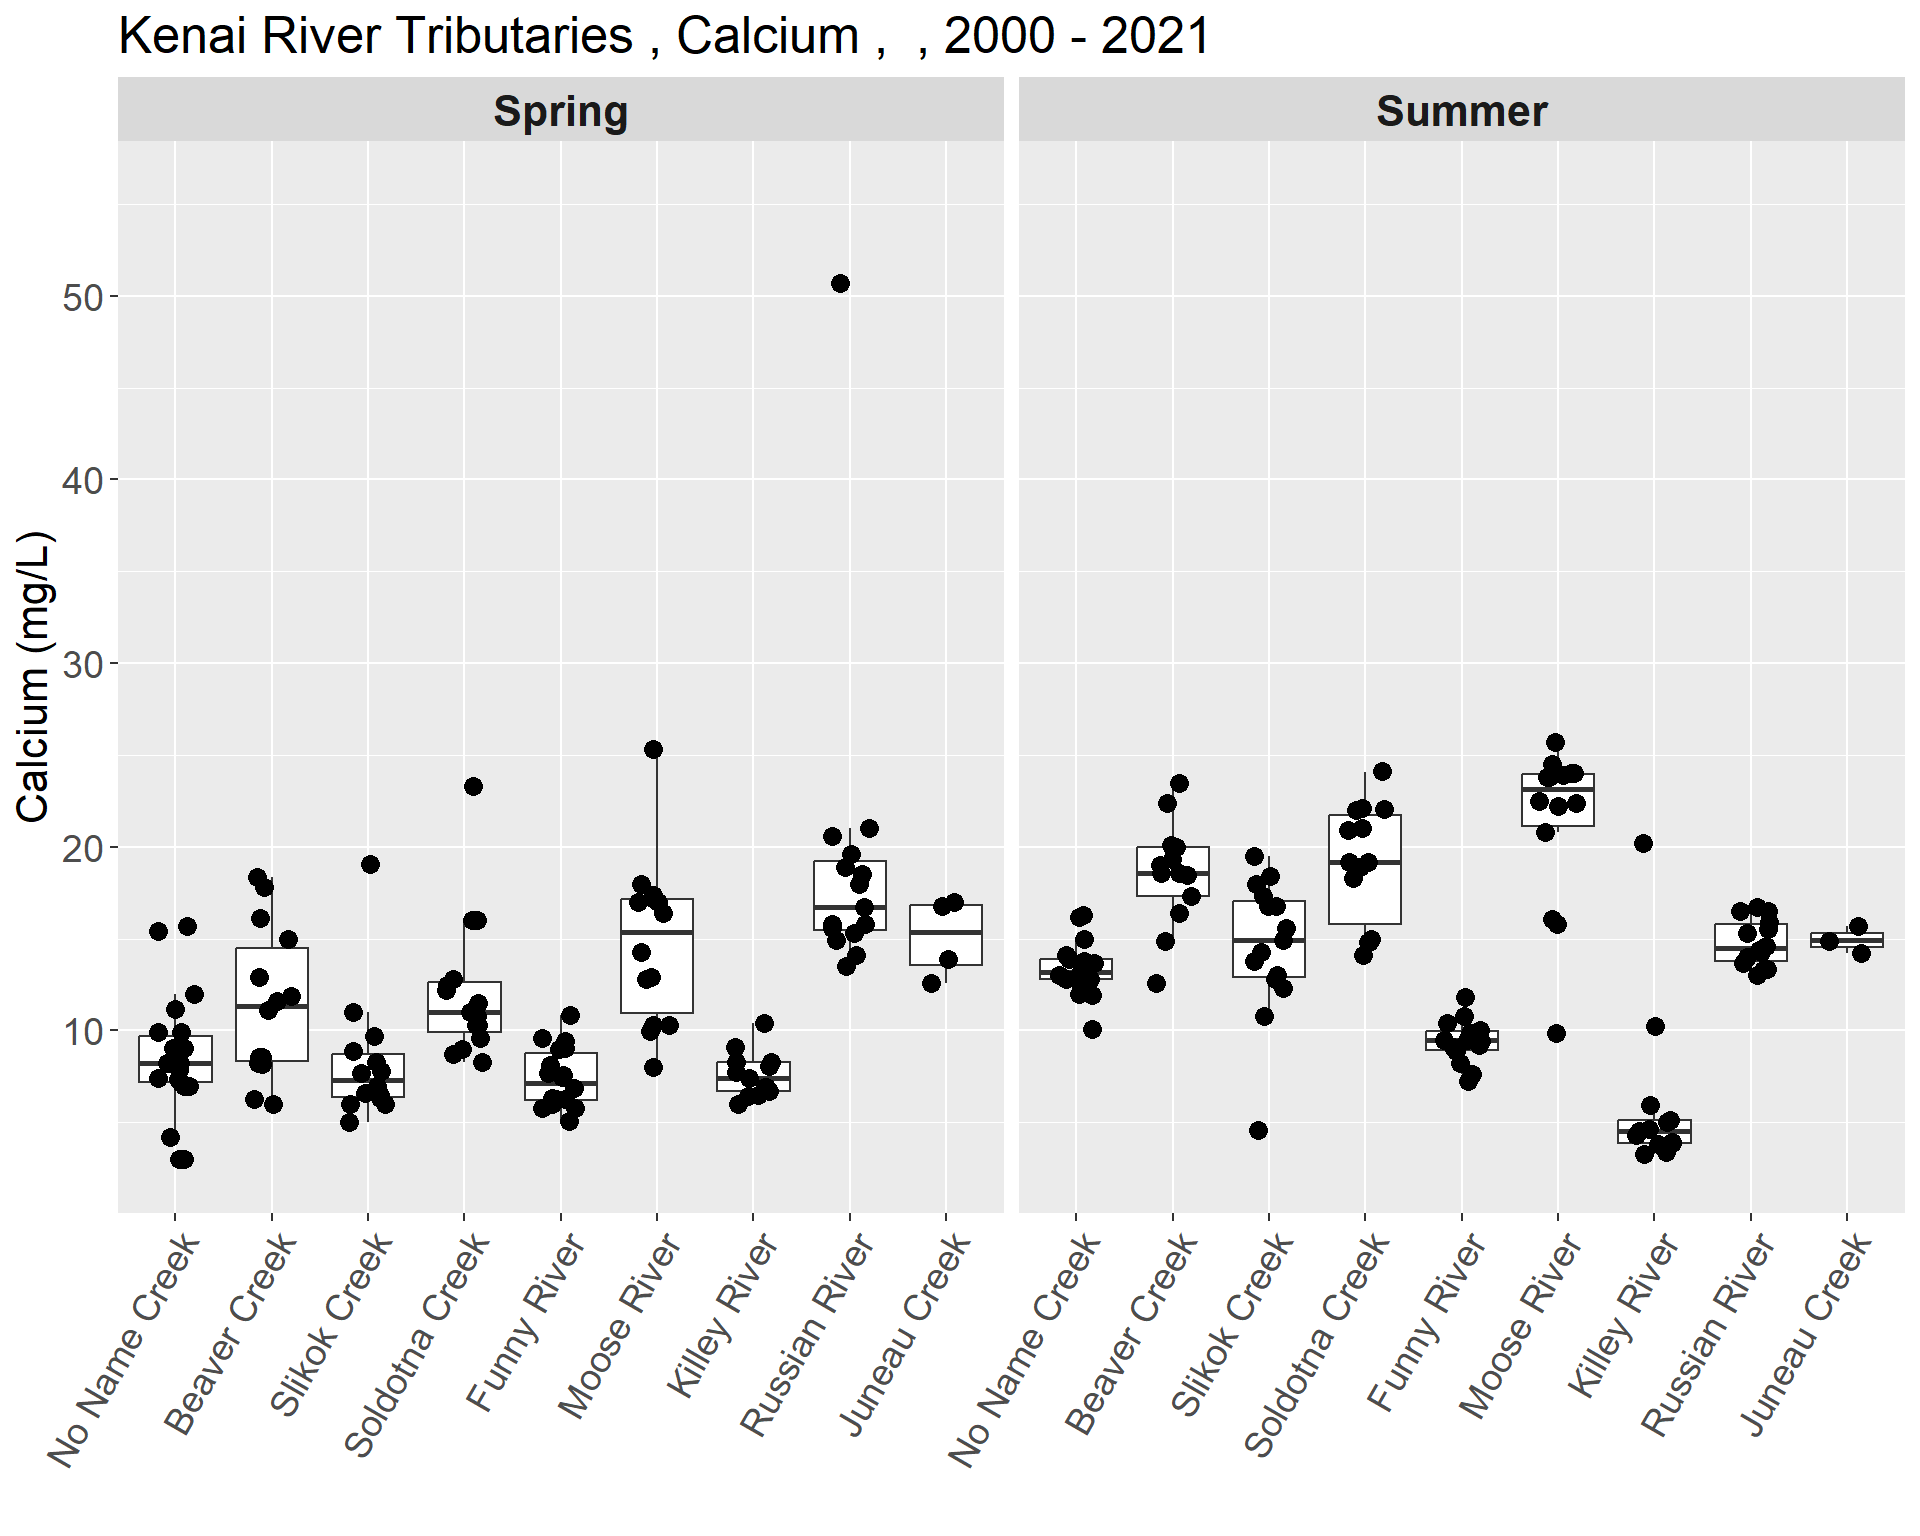 Kenai River Tributaries , Calcium ,  , 2000 - 2021
Spring
Summer
Calcium (mg/L)
50
40
30
20
10
No Name Creek
Beaver Creek
Slikok Creek
Soldotna Creek
Funny River
Moose River
Killey River
Russian River
Juneau Creek
No Name Creek
Beaver Creek
Slikok Creek
Soldotna Creek
Funny River
Moose River
Killey River
Russian River
Juneau Creek